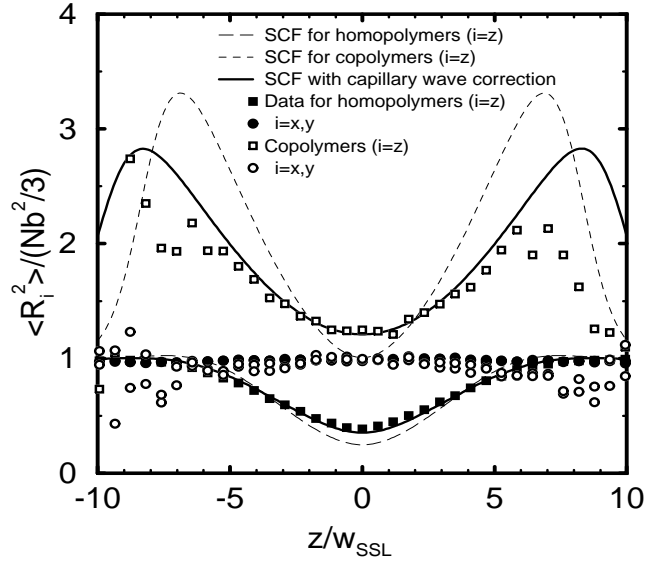 SCF for homopolymers (i=z)
SCF for copolymers (i=z)
SCF with capillary wave correction
Data for homopolymers (i=z)
i=x,y
Copolymers (i=z)
i=x,y
<R_i^2>/(Nb^2/3)
4
3
2
1
0
-10 -5 0 5 10
z/w_SSL